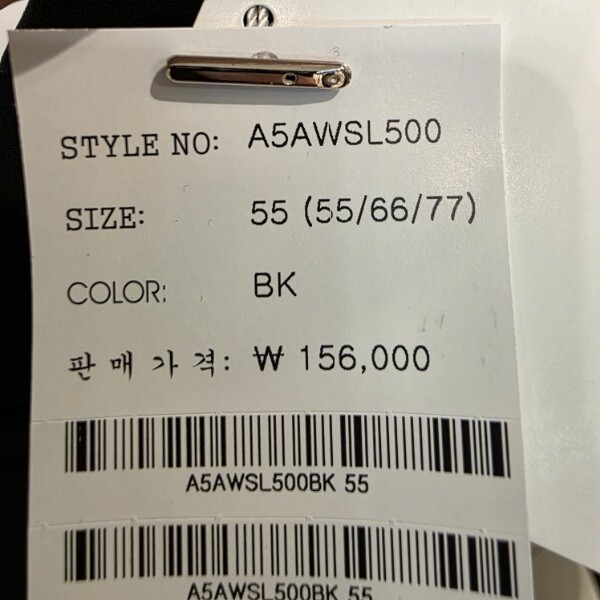 STYLE NO: A5AWSL500
SIZE: 55 (55/66/77)
COLOR: BK
판매가격: ₩ 156,000
A5AWSL500BK 55
A5AWSL500BK 55